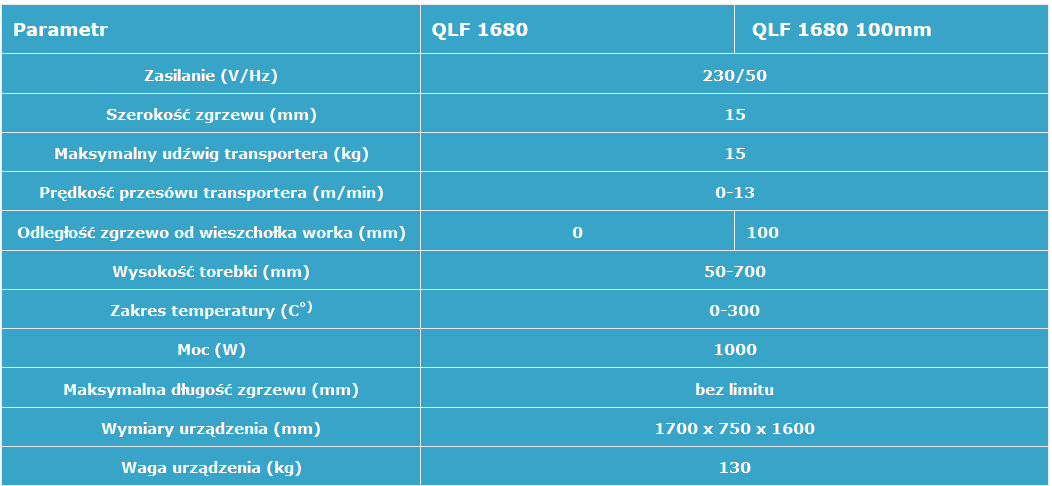 Parametr QLF 1680 QLF 1680 100mm
Zasilanie (V/Hz) 230/50
Szerokość zgrzewu (mm) 15
Maksymalny udźwig transportera (kg) 15
Prędkość przesówu transportera (m/min) 0-13
Odległość zgrzewo od wieszchołka worka (mm) 0 100
Wysokość torebki (mm) 50-700
Zakres temperatury (C°) 0-300
Moc (W) 1000
Maksymalna długość zgrzewu (mm) bez limitu
Wymiary urządzenia (mm) 1700 x 750 x 1600
Waga urządzenia (kg) 130